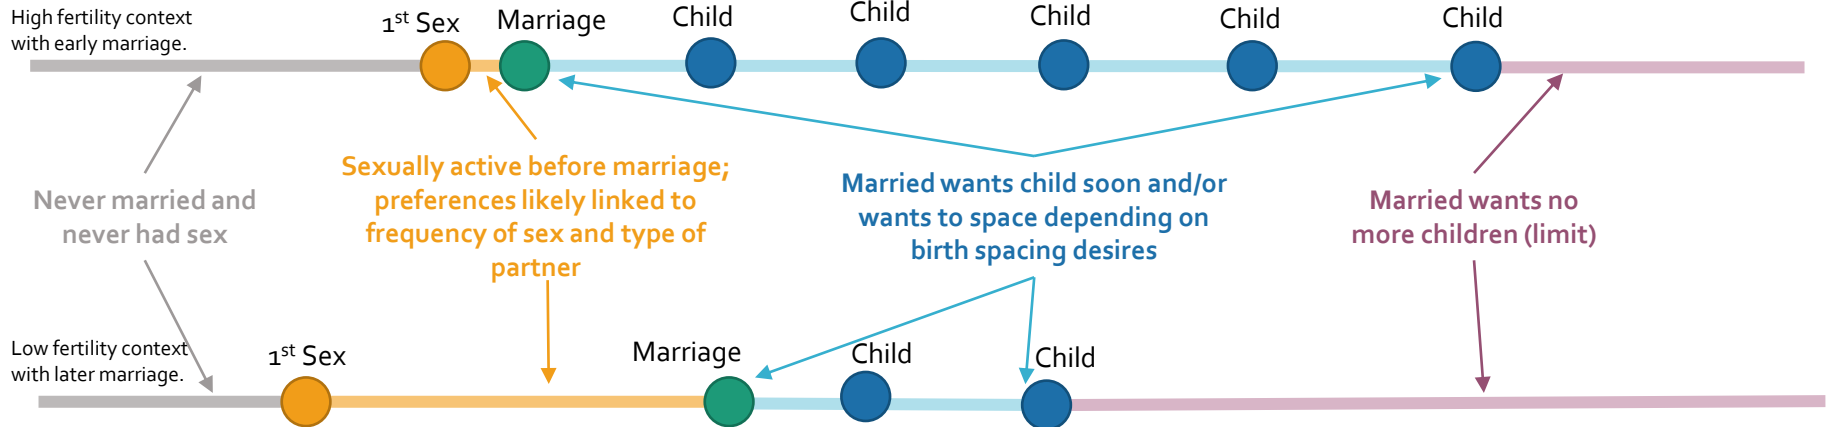 High fertility context
with early marriage.
1st Sex
Marriage
Child
Child
Child
Child
Child
Never married and
never had sex
Sexually active before marriage;
preferences likely linked to
frequency of sex and type of
partner
Married wants child soon and/or
wants to space depending on
birth spacing desires
Married wants no
more children (limit)
Low fertility context
with later marriage.
1st Sex
Marriage
Child
Child